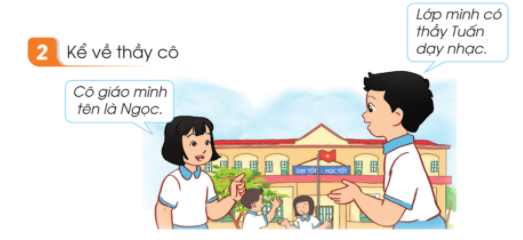 2 Kể về thầy cô
Lớp mình có
thầy Tuấn
dạy nhạc.
Cô giáo mình
tên là Ngọc.
DẠY TỐT - HỌC TỐT